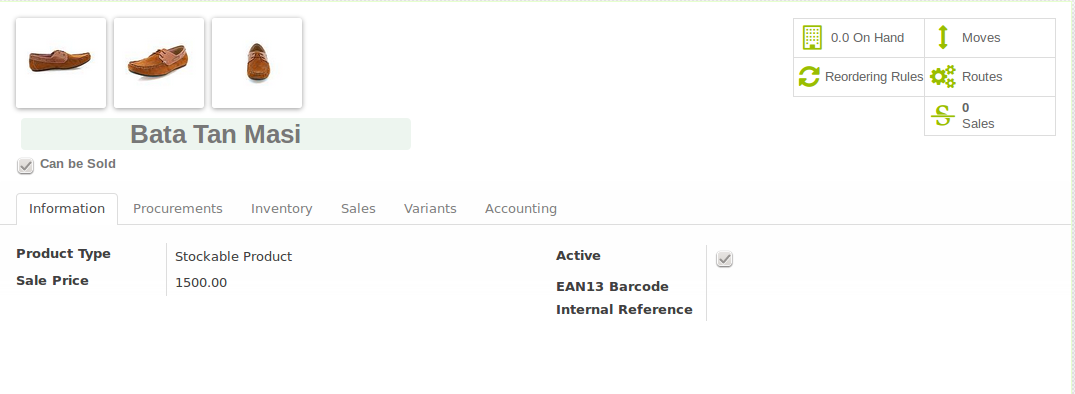 0.0 On Hand
Moves
Reordering Rules
Routes
0
Sales
Bata Tan Masi
Can be Sold
Information
Procurements
Inventory
Sales
Variants
Accounting
Product Type
Stockable Product
Sale Price
1500.00
Active
EAN13 Barcode
Internal Reference